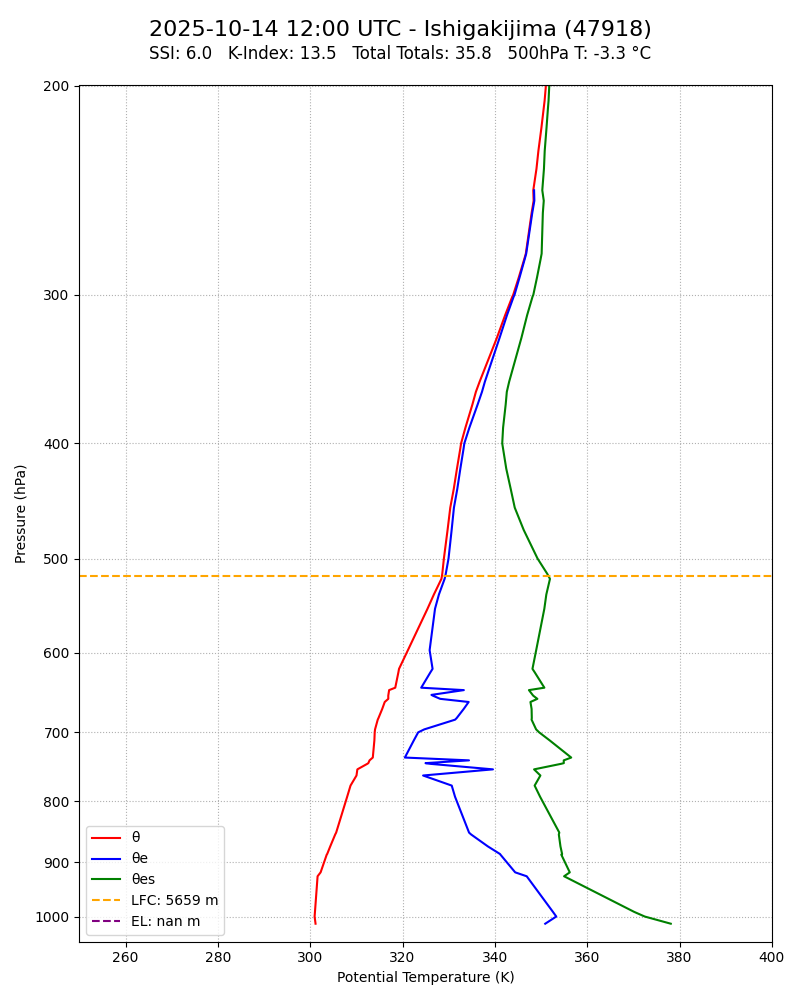 2025-10-14 12:00 UTC - Ishigakijima (47918)
SSI: 6.0   K-Index: 13.5   Total Totals: 35.8   500hPa T: -3.3 °C
200
300
400
500
600
700
800
900
1000
Pressure (hPa)
θ
θe
θes
LFC: 5659 m
EL: nan m
260
280
300
320
340
360
380
400
Potential Temperature (K)